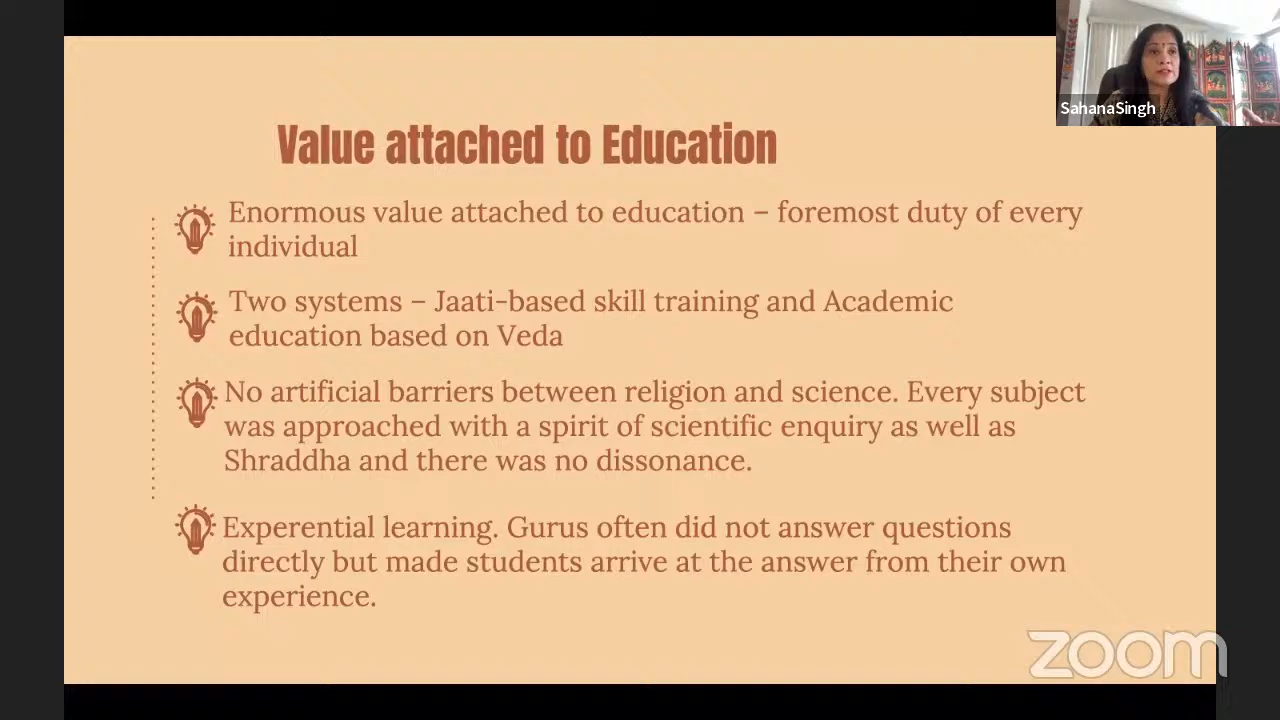 SahanaSingh
Value attached to Education
Enormous value attached to education – foremost duty of every
individual
Two systems – Jaati-based skill training and Academic
education based on Veda
No artificial barriers between religion and science. Every subject
was approached with a spirit of scientific enquiry as well as
Shraddha and there was no dissonance.
Experential learning. Gurus often did not answer questions
directly but made students arrive at the answer from their own
experience.
zoom